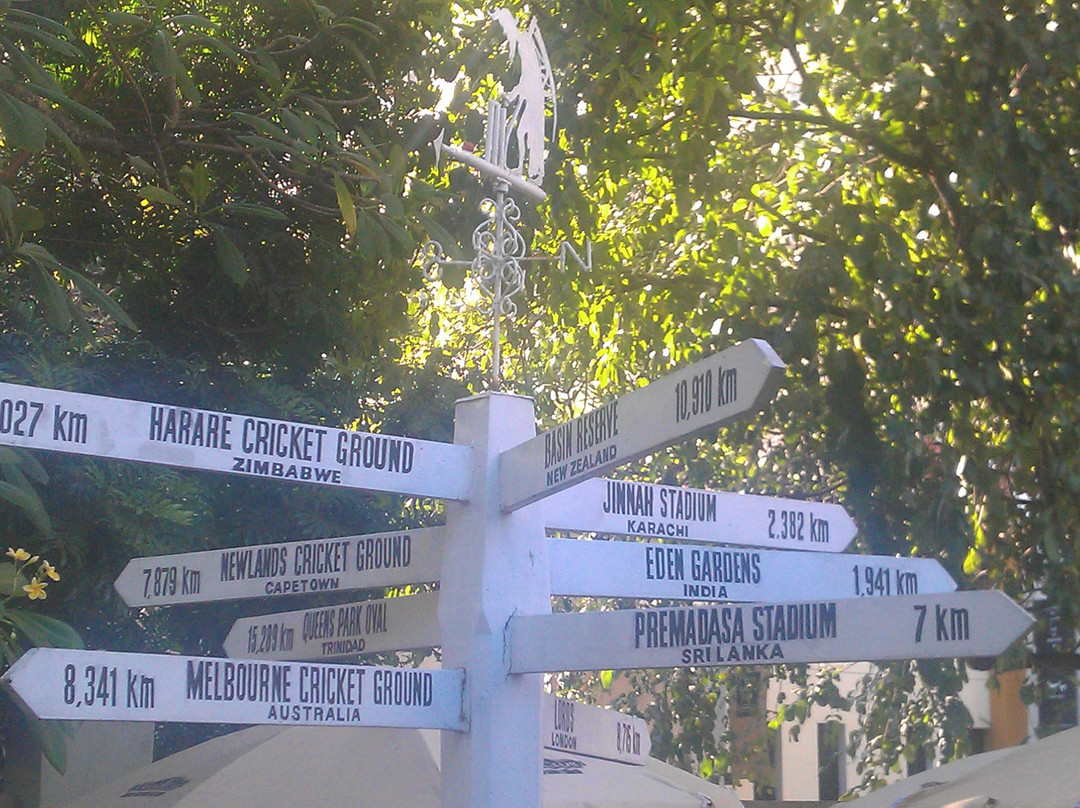 N
027 km HARARE CRICKET GROUND
ZIMBABWE
BASIN RESERVE 10,910 km
NEW ZEALAND
JINNAH STADIUM
KARACHI 2.382 km
NEWLANDS CRICKET GROUND
7,879 km CAPETOWN
EDEN GARDENS
INDIA 1,941 km
QUEENS PARK OVAL
15,289 km TRINIDAD
PREMADASA STADIUM 7 km
SRI LANKA
8,341 km MELBOURNE CRICKET GROUND
AUSTRALIA
LORDS
LONDON